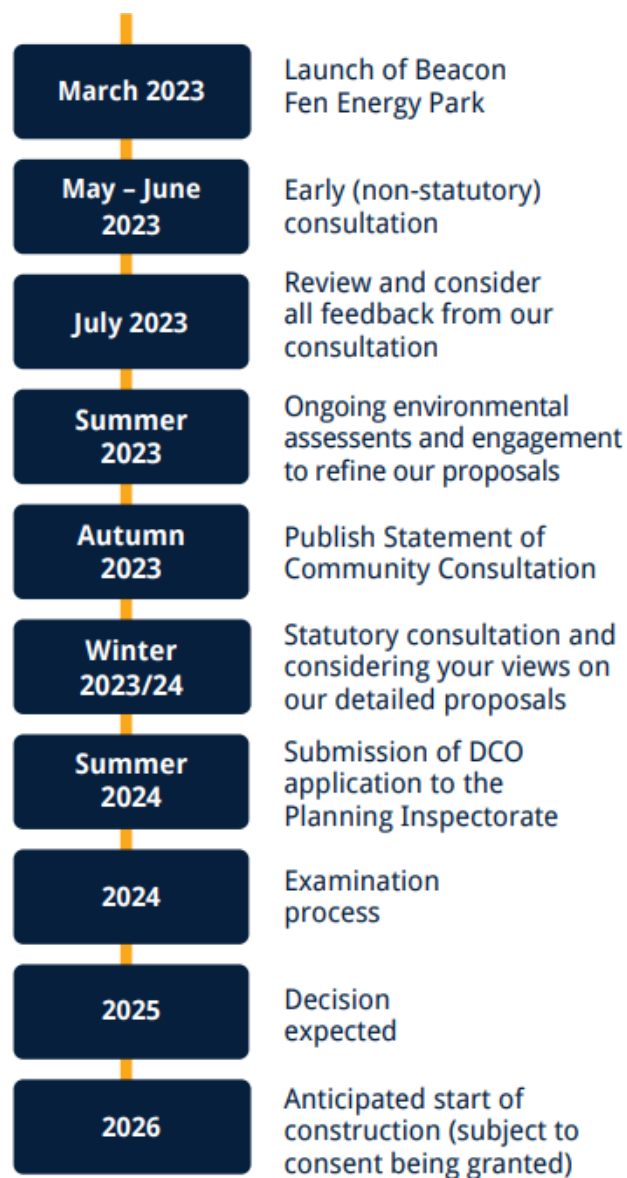 March 2023
Launch of Beacon
Fen Energy Park
May – June
2023
Early (non-statutory)
consultation
July 2023
Review and consider
all feedback from our
consultation
Summer
2023
Ongoing environmental
assessents and engagement
to refine our proposals
Autumn
2023
Publish Statement of
Community Consultation
Winter
2023/24
Statutory consultation and
considering your views on
our detailed proposals
Summer
2024
Submission of DCO
application to the
Planning Inspectorate
2024
Examination
process
2025
Decision
expected
2026
Anticipated start of
construction (subject to
consent being granted)